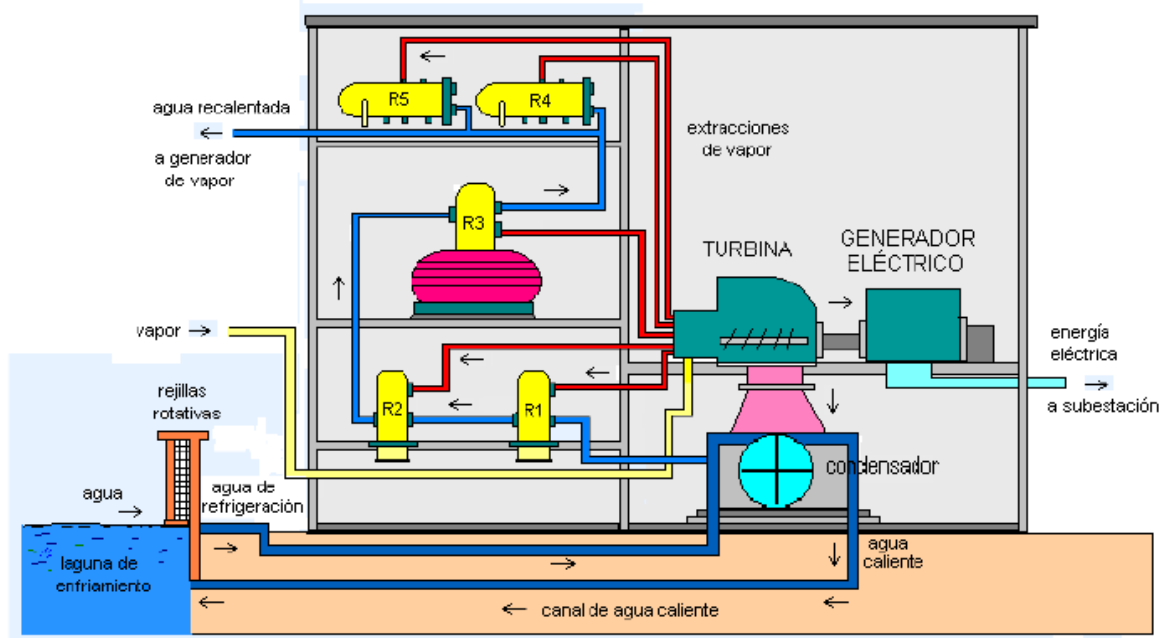 R5
R4
agua recalentada
a generador
de vapor
extracciones
de vapor
R3
TURBINA
GENERADOR
ELÉCTRICO
vapor
energía
eléctrica
a subestación
rejillas
rotativas
R2
R1
condensador
agua
agua de
refrigeración
laguna de
enfriamiento
agua
caliente
canal de agua caliente